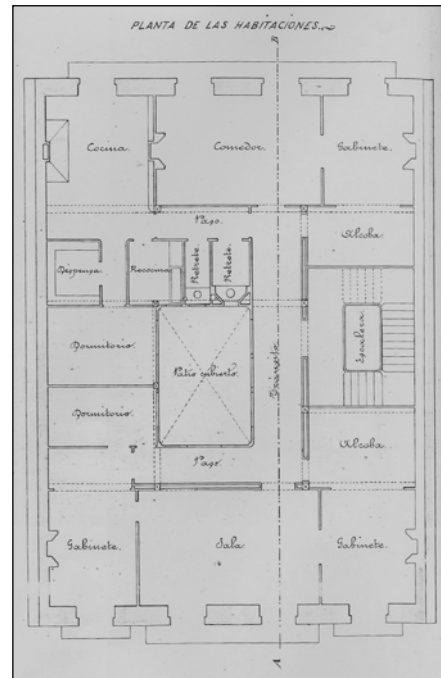 PLANTA DE LAS HABITACIONES
B
Cocina.
Comedor.
Gabinete.
Paso.
Alcoba.
Despensa
Retrete.
Retrete.
Escalera.
Dormitorio.
Patio cubierto.
Dormitorio.
Alcoba.
Paso.
Gabinete.
Sala.
Gabinete.
A